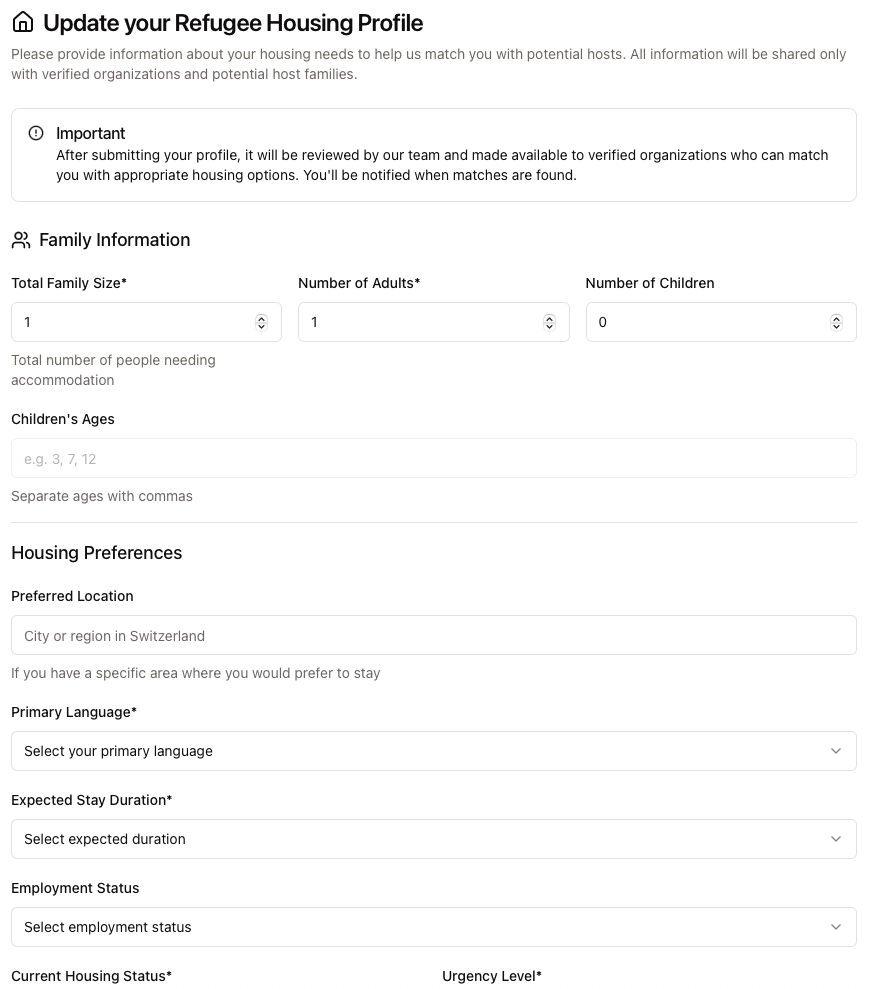 Update your Refugee Housing Profile
Please provide information about your housing needs to help us match you with potential hosts. All information will be shared only
with verified organizations and potential host families.
Important
After submitting your profile, it will be reviewed by our team and made available to verified organizations who can match
you with appropriate housing options. You'll be notified when matches are found.
Family Information
Total Family Size* Number of Adults* Number of Children
1 1 0
Total number of people needing
accommodation
Children's Ages
e.g. 3, 7, 12
Separate ages with commas
Housing Preferences
Preferred Location
City or region in Switzerland
If you have a specific area where you would prefer to stay
Primary Language*
Select your primary language
Expected Stay Duration*
Select expected duration
Employment Status
Select employment status
Current Housing Status* Urgency Level*